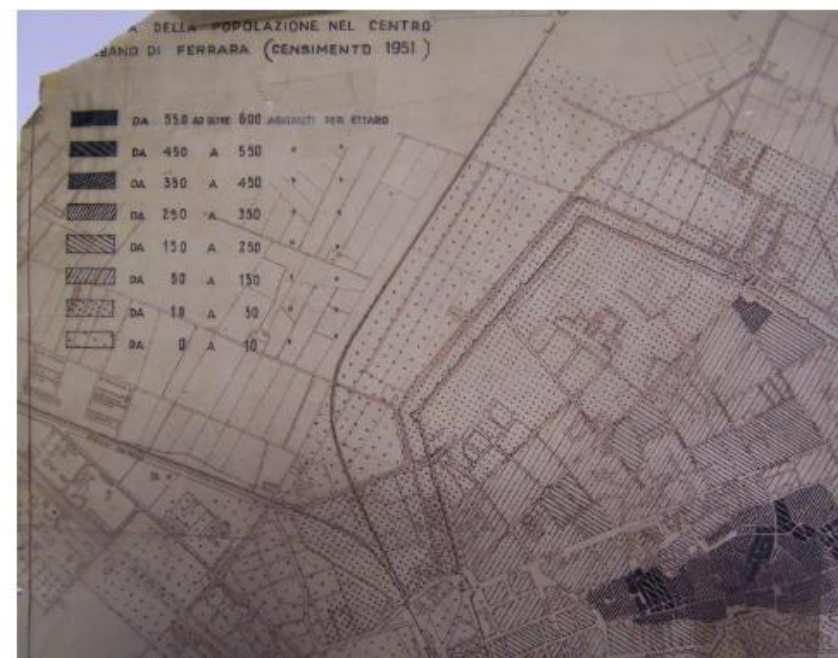 DELLA POPOLAZIONE NEL CENTRO
BANO DI FERRARA (CENSIMENTO 1951)
DA 550 AD OLTRE 600 ABITANTI PER ETTARO
DA 450 A 550 " "
DA 350 A 450 " "
DA 250 A 350 " "
DA 150 A 250 " "
DA 50 A 150 " "
DA 10 A 50 " "
DA 0 A 10 " "